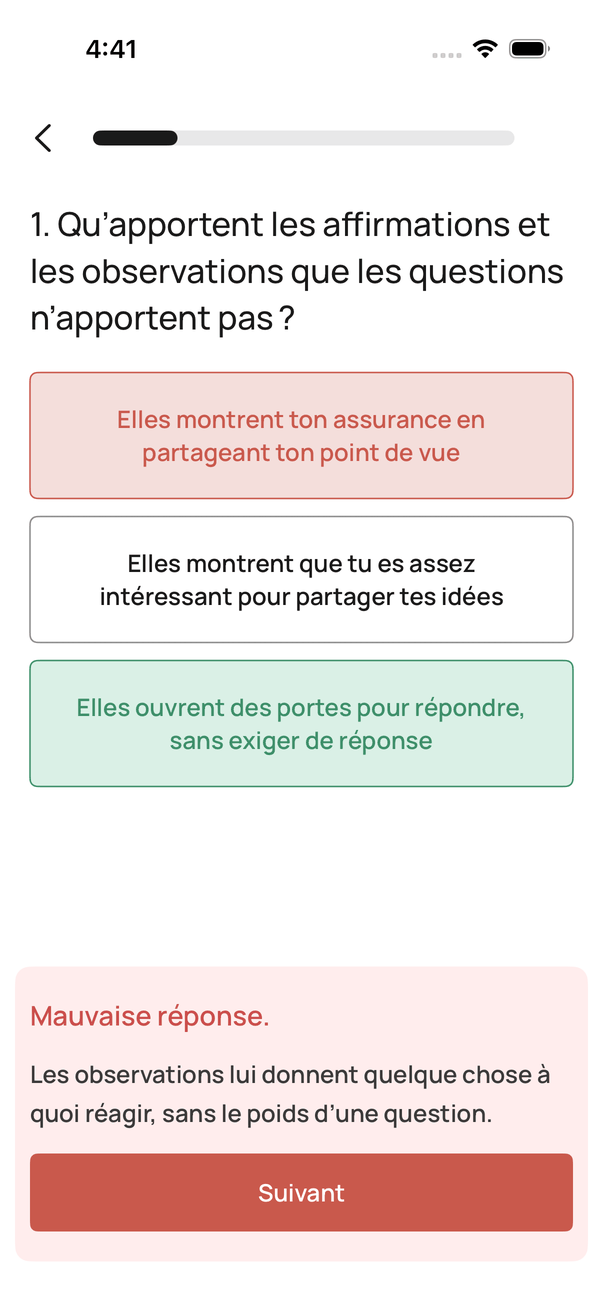 4:41
1. Qu’apportent les affirmations et
les observations que les questions
n’apportent pas ?
Elles montrent ton assurance en
partageant ton point de vue
Elles montrent que tu es assez
intéressant pour partager tes idées
Elles ouvrent des portes pour répondre,
sans exiger de réponse
Mauvaise réponse.
Les observations lui donnent quelque chose à
quoi réagir, sans le poids d’une question.
Suivant